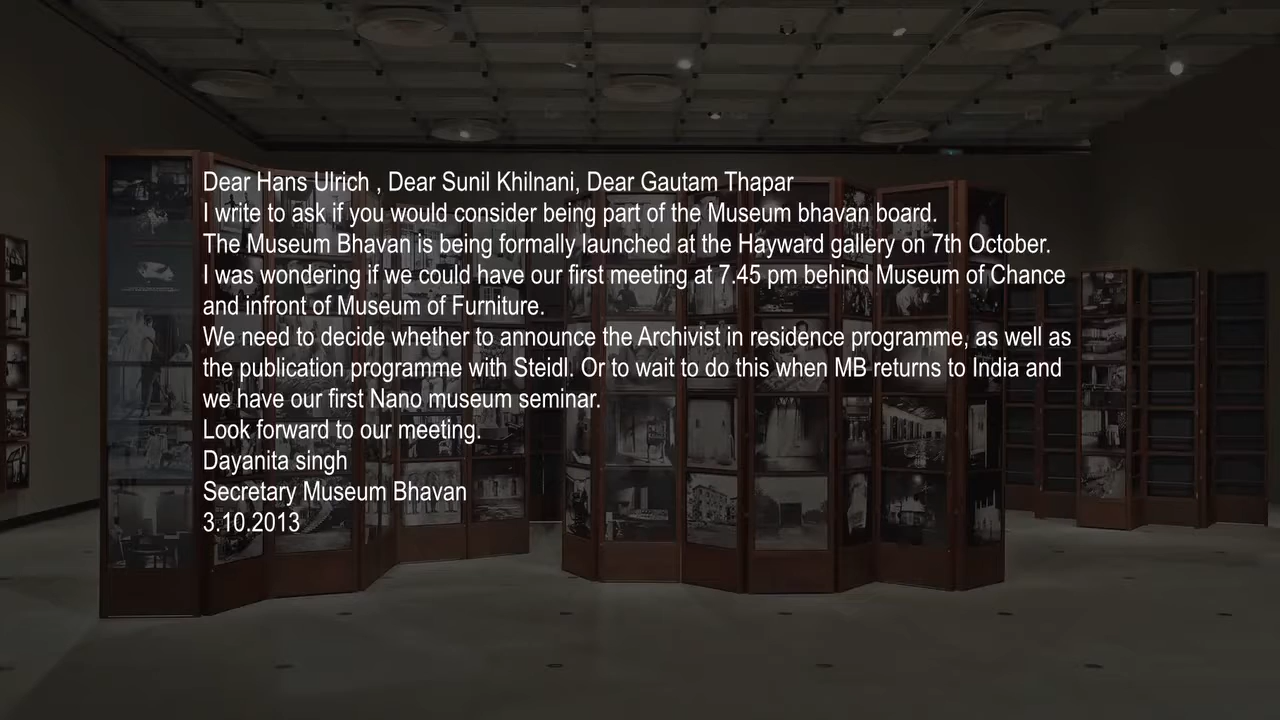 Dear Hans Ulrich , Dear Sunil Khilnani, Dear Gautam Thapar
I write to ask if you would consider being part of the Museum bhavan board.
The Museum Bhavan is being formally launched at the Hayward gallery on 7th October.
I was wondering if we could have our first meeting at 7.45 pm behind Museum of Chance
and infront of Museum of Furniture.
We need to decide whether to announce the Archivist in residence programme, as well as
the publication programme with Steidl. Or to wait to do this when MB returns to India and
we have our first Nano museum seminar.
Look forward to our meeting.
Dayanita singh
Secretary Museum Bhavan
3.10.2013